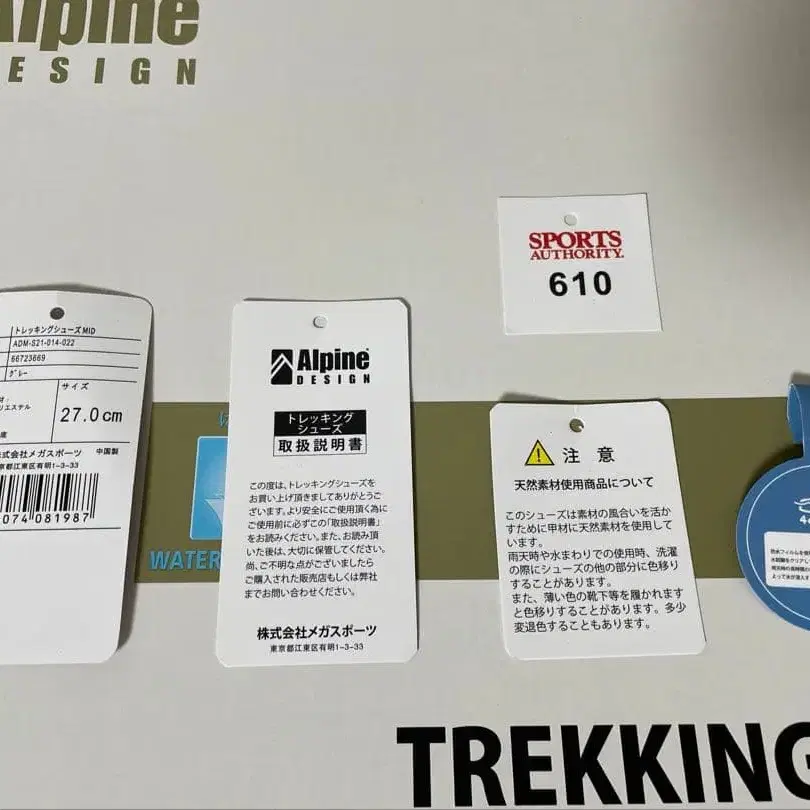 Alpine
DESIGN
SPORTS
AUTHORITY.
610
トレッキングシューズMID
ADM-S21-014-022
66723669
グレー
サイズ
27.0cm
株式会社メガスポーツ 中国製
東京都江東区有明1-3-33
074 081987
Alpine
DESIGN
トレッキング
シューズ
取扱説明書
この度は、トレッキングシューズを
お買い上げ頂きましてありがとうご
ざいます。より安全にご使用頂く為に
ご使用前に必ずこの「取扱説明書」
をお読みください。また、お読み頂
いた後は、大切に保管してください。
尚、ご不明な点がございましたら
ご購入された販売店もしくは弊社
までお問い合わせください。
株式会社メガスポーツ
東京都江東区有明1-3-33
注意
天然素材使用商品について
このシューズは素材の風合いを活か
すために甲材に天然素材を使用して
います。
雨天時や水まわりでの使用時、洗濯
の際にシューズの他の部分に色移り
することがあります。
また、薄い色の靴下等を履かれます
と色移りすることがあります。多少
変退色することもあります。
WATER
TREKKING